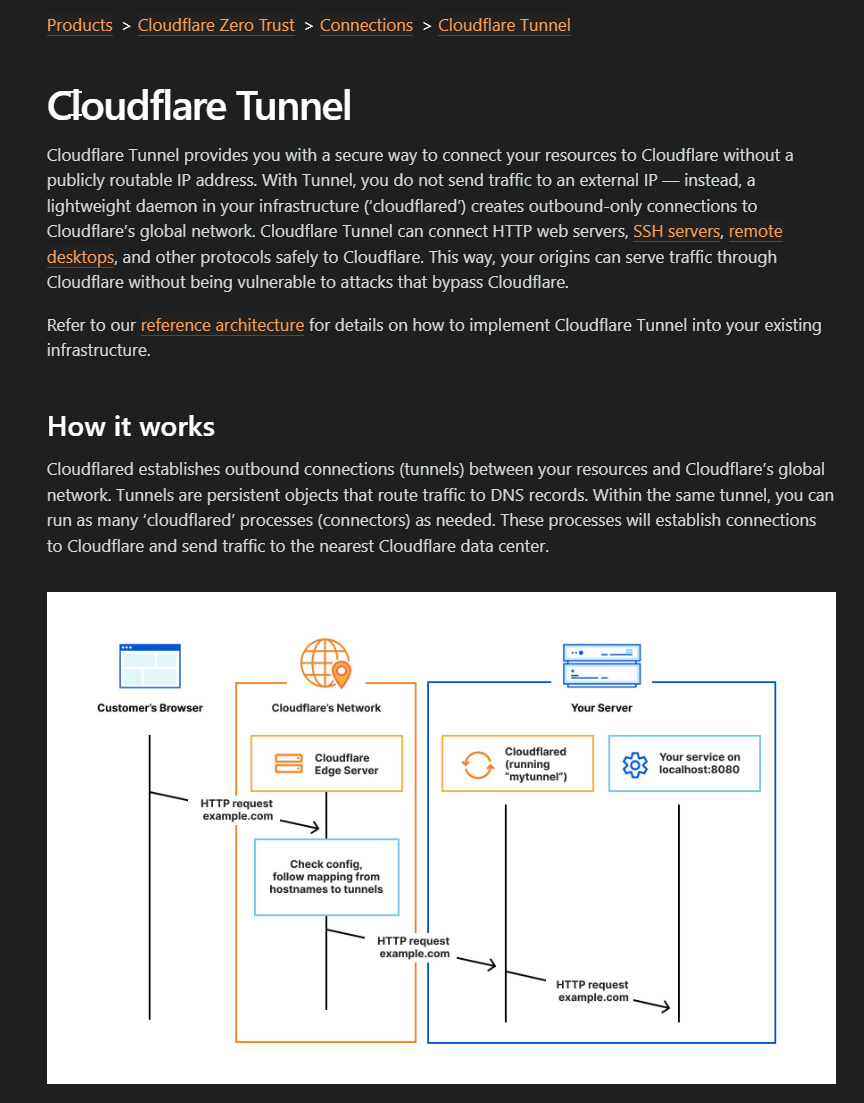 Products > Cloudflare Zero Trust > Connections > Cloudflare Tunnel
Cloudflare Tunnel
Cloudflare Tunnel provides you with a secure way to connect your resources to Cloudflare without a
publicly routable IP address. With Tunnel, you do not send traffic to an external IP — instead, a
lightweight daemon in your infrastructure (‘cloudflared’) creates outbound-only connections to
Cloudflare’s global network. Cloudflare Tunnel can connect HTTP web servers, SSH servers, remote
desktops, and other protocols safely to Cloudflare. This way, your origins can serve traffic through
Cloudflare without being vulnerable to attacks that bypass Cloudflare.
Refer to our reference architecture for details on how to implement Cloudflare Tunnel into your existing
infrastructure.
How it works
Cloudflared establishes outbound connections (tunnels) between your resources and Cloudflare’s global
network. Tunnels are persistent objects that route traffic to DNS records. Within the same tunnel, you can
run as many ‘cloudflared’ processes (connectors) as needed. These processes will establish connections
to Cloudflare and send traffic to the nearest Cloudflare data center.
Customer’s Browser
Cloudflare’s Network
Your Server
Cloudflare
Edge Server
Cloudflared
(running
“mytunnel”)
Your service on
localhost:8080
HTTP request
example.com
Check config,
follow mapping from
hostnames to tunnels
HTTP request
example.com
HTTP request
example.com